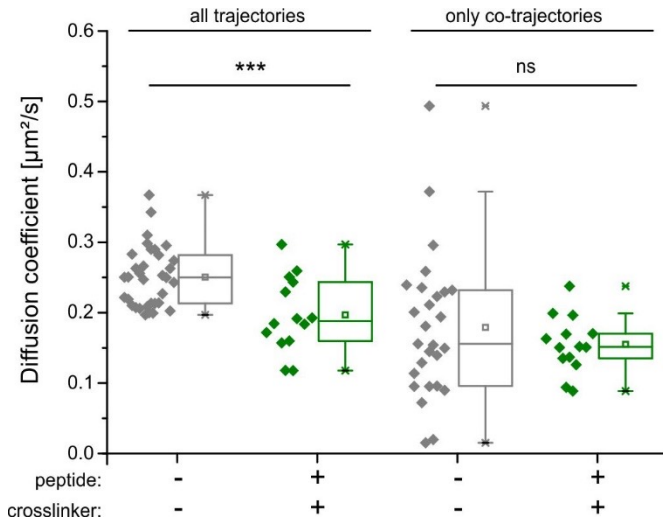 all trajectories only co-trajectories
*** ns
Diffusion coefficient [µm²/s]
0.6
0.5
0.4
0.3
0.2
0.1
0.0
peptide: - + - +
crosslinker: - + - +